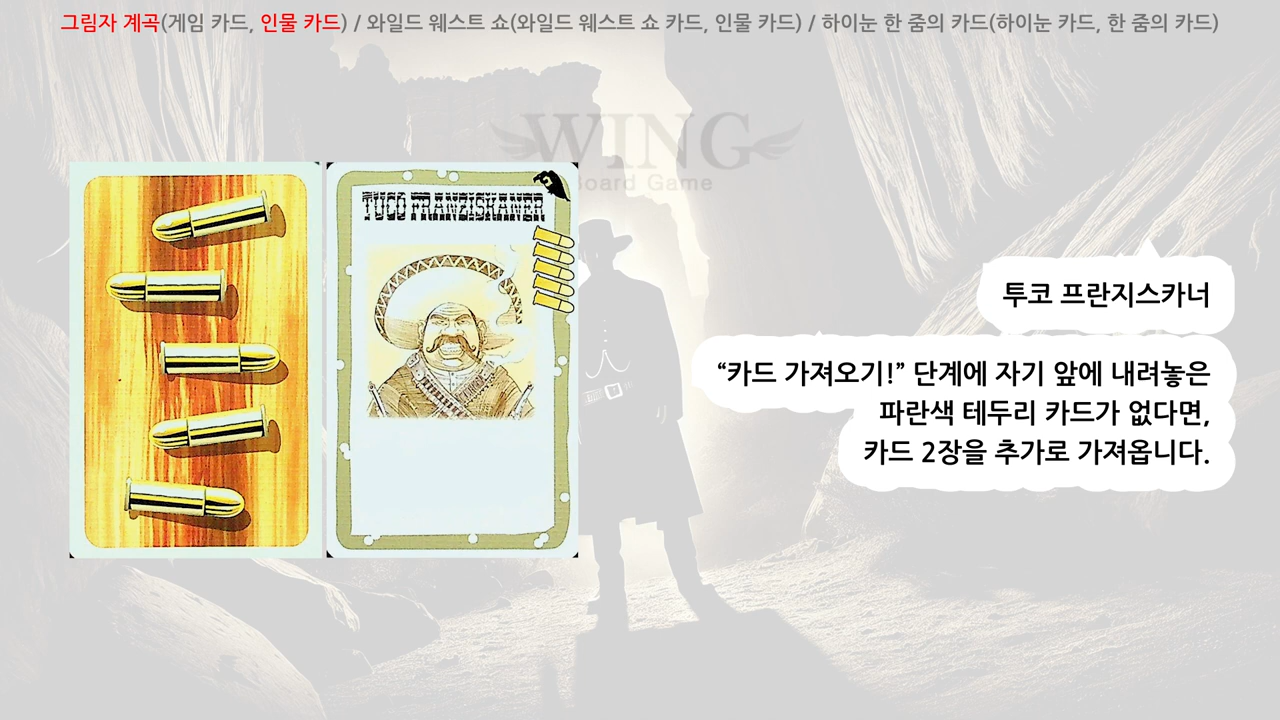 그림자 계곡(게임 카드, 인물 카드) / 와일드 웨스트 쇼(와일드 웨스트 쇼 카드, 인물 카드) / 하이눈 한 줌의 카드(하이눈 카드, 한 줌의 카드)
WING
Board Game
TUCO FRANZISKANER
투코 프란지스카너
“카드 가져오기!” 단계에 자기 앞에 내려놓은
파란색 테두리 카드가 없다면,
카드 2장을 추가로 가져옵니다.